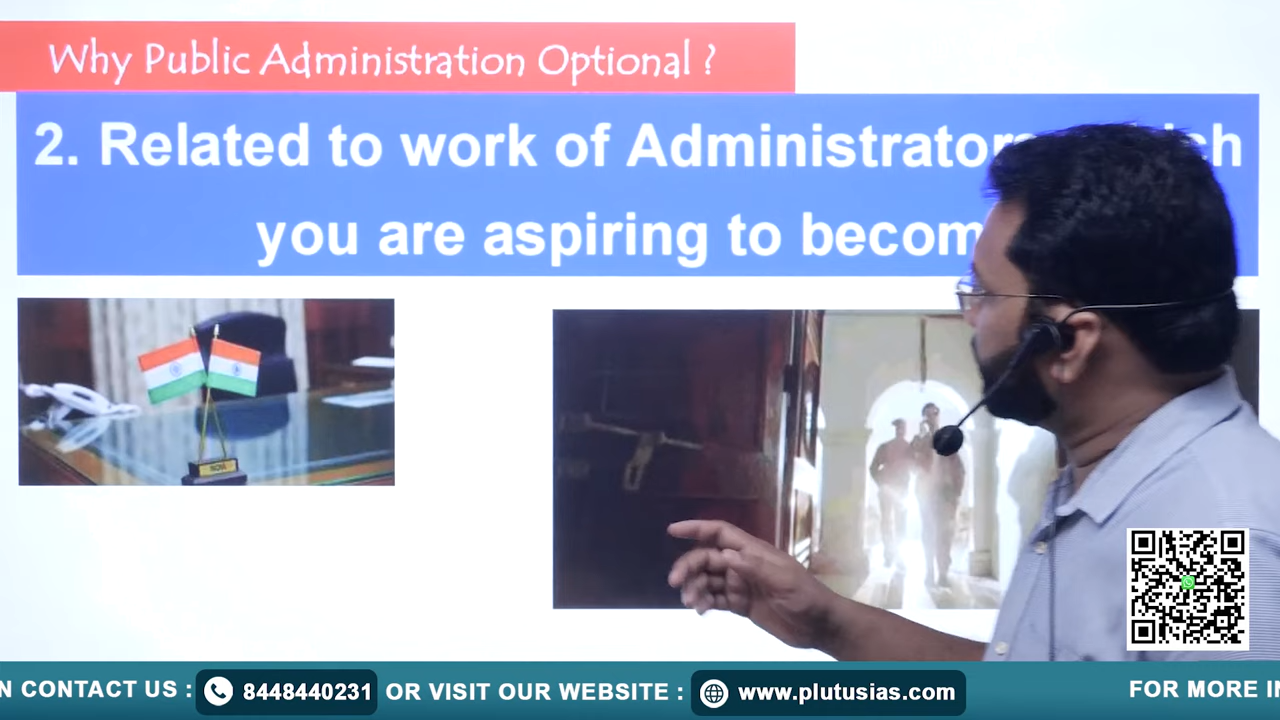 Why Public Administration Optional ?
2. Related to work of Administrators
you are aspiring to
N CONTACT US : 8448440231 OR VISIT OUR WEBSITE : www.plutusias.com FOR MORE IN